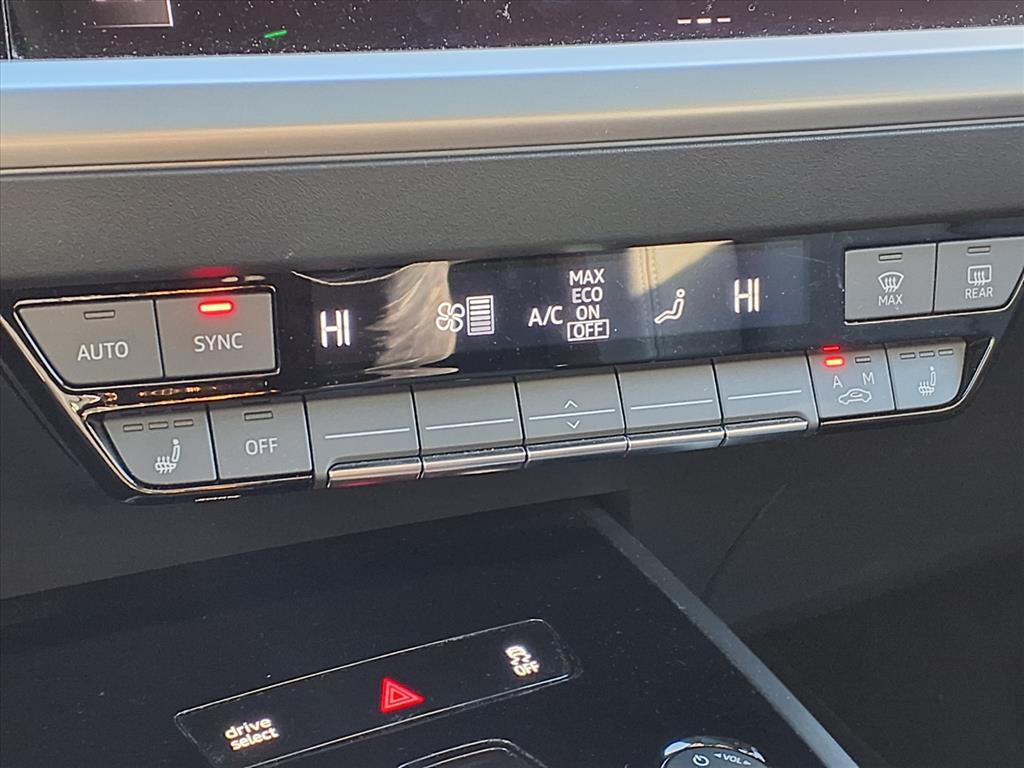 HI
A/C
MAX
ECO
ON
OFF
HI
AUTO
SYNC
MAX
REAR
OFF
A M
OFF
drive
select
VOL